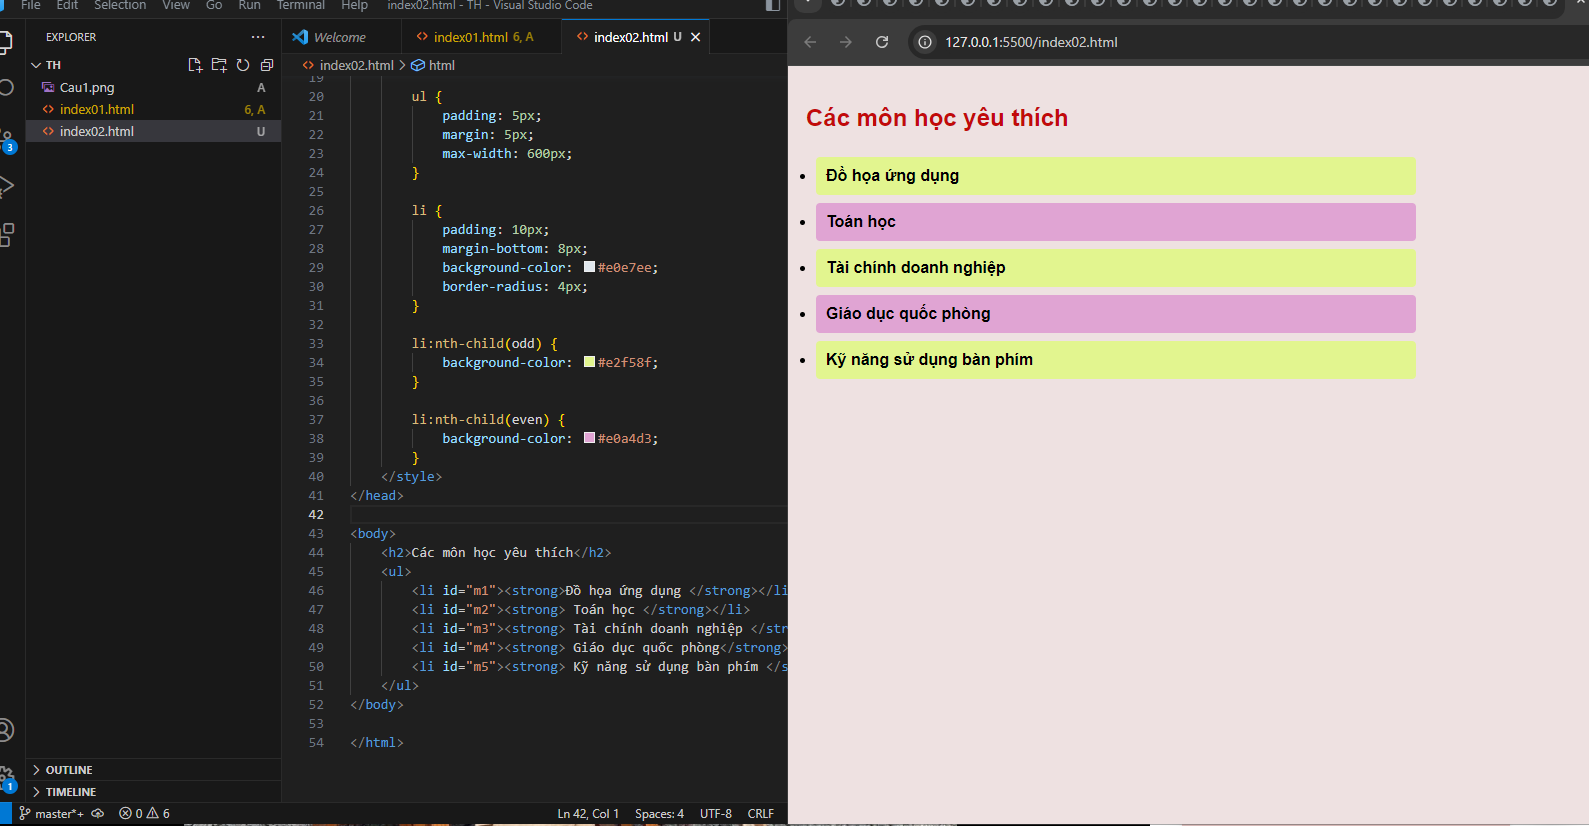 File Edit Selection View Go Run Terminal Help index02.html - TH - Visual Studio Code
EXPLORER
TH
Cau1.png A
index01.html 6, A
index02.html U
3
1
OUTLINE
TIMELINE
Welcome index01.html 6, A index02.html U
index02.html > html
19
20 ul {
21 padding: 5px;
22 margin: 5px;
23 max-width: 600px;
24 }
25
26 li {
27 padding: 10px;
28 margin-bottom: 8px;
29 background-color: #e0e7ee;
30 border-radius: 4px;
31 }
32
33 li:nth-child(odd) {
34 background-color: #e2f58f;
35 }
36
37 li:nth-child(even) {
38 background-color: #e0a4d3;
39 }
40 </style>
41 </head>
42
43 <body>
44 <h2>Các môn học yêu thích</h2>
45 <ul>
46 <li id="m1"><strong>Đồ họa ứng dụng </strong></li
47 <li id="m2"><strong> Toán học </strong></li>
48 <li id="m3"><strong> Tài chính doanh nghiệp </str
49 <li id="m4"><strong> Giáo dục quốc phòng</strong>
50 <li id="m5"><strong> Kỹ năng sử dụng bàn phím </s
51 </ul>
52 </body>
53
54 </html>
master*+ 0 6 Ln 42, Col 1 Spaces: 4 UTF-8 CRLF
127.0.0.1:5500/index02.html
Các môn học yêu thích
• Đồ họa ứng dụng
• Toán học
• Tài chính doanh nghiệp
• Giáo dục quốc phòng
• Kỹ năng sử dụng bàn phím